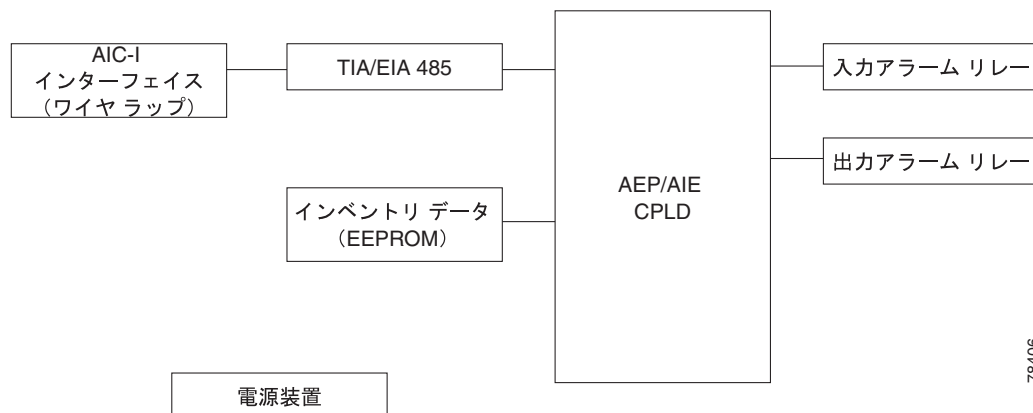 AIC-I
インターフェイス
（ワイヤ ラップ）
TIA/EIA 485
入力アラーム リレー
出力アラーム リレー
AEP/AIE
CPLD
インベントリ データ
（EEPROM）
電源装置
78406